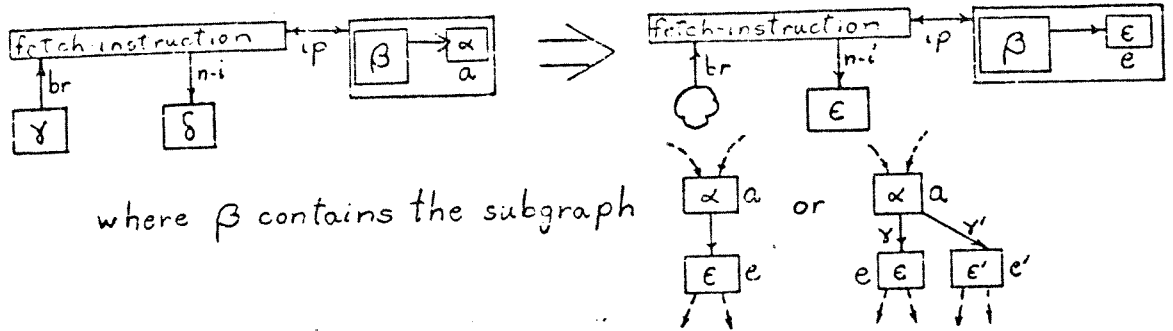 fetch-instruction ip β α a ⇒ fetch-instruction ip β ε e
br n-i br n-i
γ δ ε
where β contains the subgraph α a or α a
γ γ'
ε e e ε ε' e'